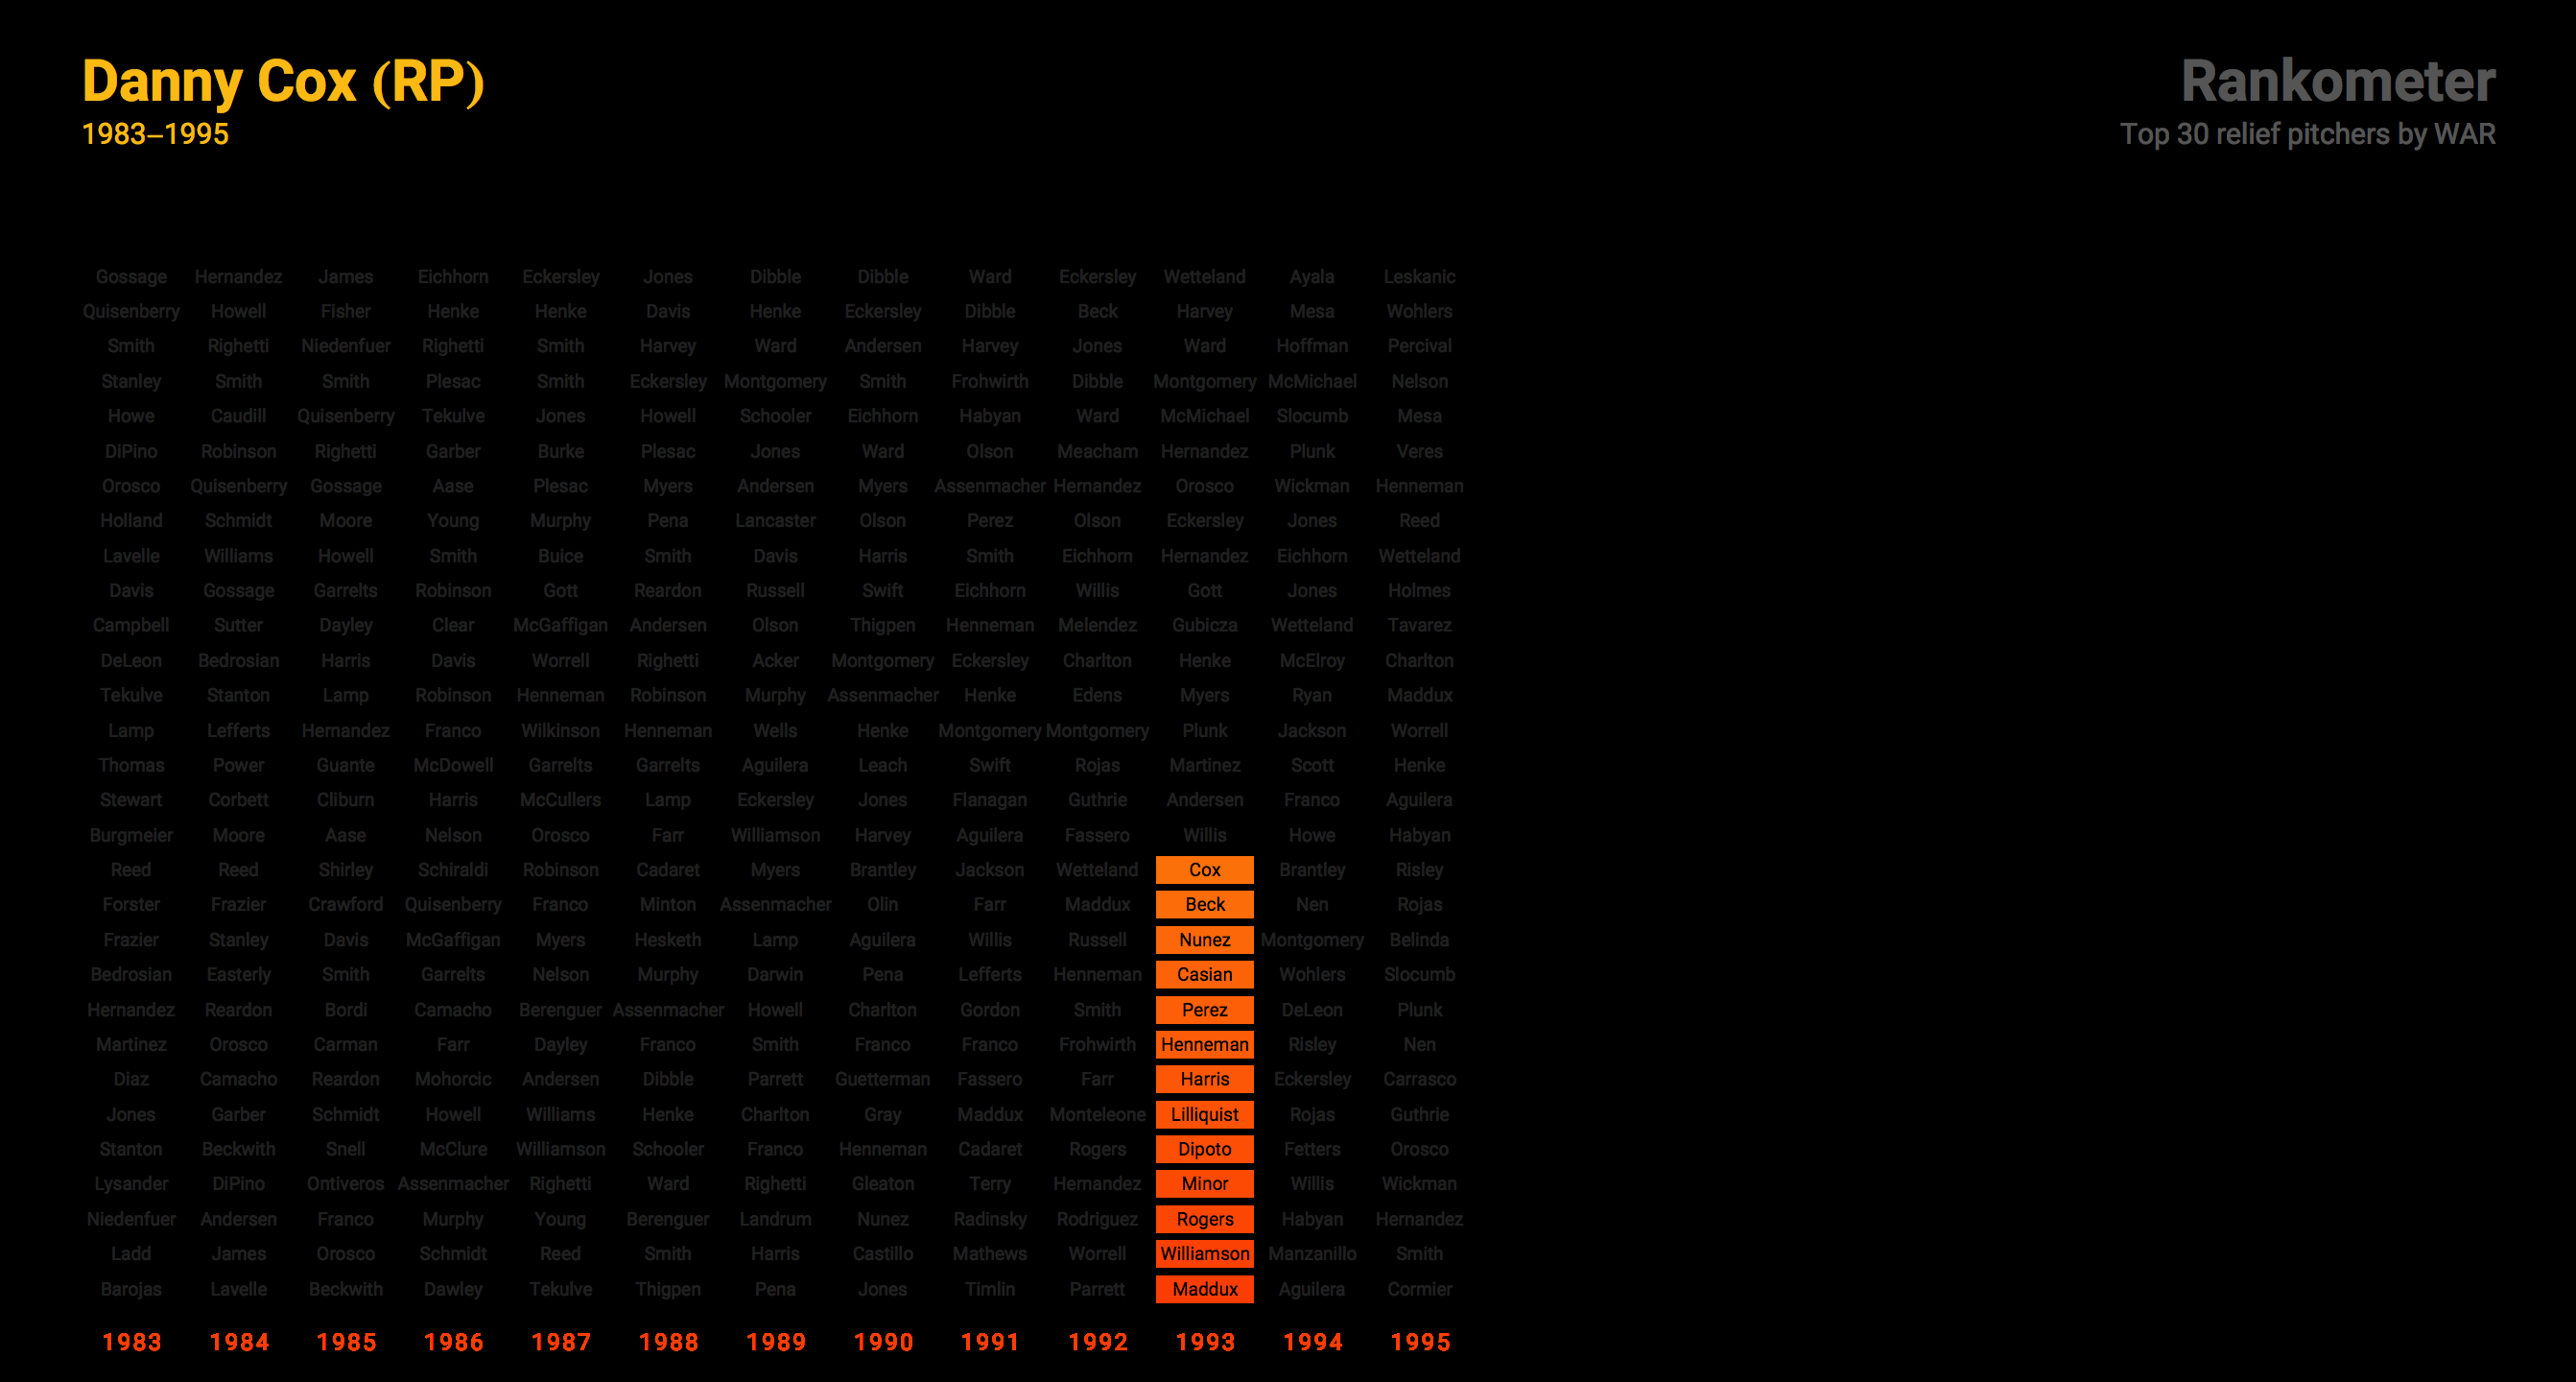 Danny Cox (RP)
1983–1995
Rankometer
Top 30 relief pitchers by WAR
Gossage Hernandez James Eichhorn Eckersley Jones Dibble Dibble Ward Eckersley Wetteland Ayala Leskanic
Quisenberry Howell Fisher Henke Henke Davis Henke Eckersley Dibble Beck Harvey Mesa Wohlers
Smith Righetti Niedenfuer Righetti Smith Harvey Ward Andersen Harvey Jones Ward Hoffman Percival
Stanley Smith Smith Plesac Smith Eckersley Montgomery Smith Frohwirth Dibble Montgomery McMichael Nelson
Howe Caudill Quisenberry Tekulve Jones Howell Schooler Eichhorn Habyan Ward McMichael Slocumb Mesa
DiPino Robinson Righetti Garber Burke Plesac Jones Ward Olson Meacham Hernandez Plunk Veres
Orosco Quisenberry Gossage Aase Plesac Myers Andersen Myers Assenmacher Hernandez Orosco Wickman Henneman
Holland Schmidt Moore Young Murphy Pena Lancaster Olson Perez Olson Eckersley Jones Reed
Lavelle Williams Howell Smith Buice Smith Davis Harris Smith Eichhorn Hernandez Eichhorn Wetteland
Davis Gossage Garrelts Robinson Gott Reardon Russell Swift Eichhorn Willis Gott Jones Holmes
Campbell Sutter Dayley Clear McGaffigan Andersen Olson Thigpen Henneman Melendez Gubicza Wetteland Tavarez
DeLeon Bedrosian Harris Davis Worrell Righetti Acker Montgomery Eckersley Charlton Henke McElroy Charlton
Tekulve Stanton Lamp Robinson Henneman Robinson Murphy Assenmacher Henke Edens Myers Ryan Maddux
Lamp Lefferts Hernandez Franco Wilkinson Henneman Wells Henke Montgomery Montgomery Plunk Jackson Worrell
Thomas Power Guante McDowell Garrelts Garrelts Aguilera Leach Swift Rojas Martinez Scott Henke
Stewart Corbett Cliburn Harris McCullers Lamp Eckersley Jones Flanagan Guthrie Andersen Franco Aguilera
Burgmeier Moore Aase Nelson Orosco Farr Williamson Harvey Aguilera Fassero Willis Howe Habyan
Reed Reed Shirley Schiraldi Robinson Cadaret Myers Brantley Jackson Wetteland Cox Brantley Risley
Forster Frazier Crawford Quisenberry Franco Minton Assenmacher Olin Farr Maddux Beck Nen Rojas
Frazier Stanley Davis McGaffigan Myers Hesketh Lamp Aguilera Willis Russell Nunez Montgomery Belinda
Bedrosian Easterly Smith Garrelts Nelson Murphy Darwin Pena Lefferts Henneman Casian Wohlers Slocumb
Hernandez Reardon Bordi Camacho Berenguer Assenmacher Howell Charlton Gordon Smith Perez DeLeon Plunk
Martinez Orosco Carman Farr Dayley Franco Smith Franco Franco Frohwirth Henneman Risley Nen
Diaz Camacho Reardon Mohorcic Andersen Dibble Parrett Guetterman Fassero Farr Harris Eckersley Carrasco
Jones Garber Schmidt Howell Williams Henke Charlton Gray Maddux Monteleone Lilliquist Rojas Guthrie
Stanton Beckwith Snell McClure Williamson Schooler Franco Henneman Cadaret Rogers Dipoto Fetters Orosco
Lysander DiPino Ontiveros Assenmacher Righetti Ward Righetti Gleaton Terry Hernandez Minor Willis Wickman
Niedenfuer Andersen Franco Murphy Young Berenguer Landrum Nunez Radinsky Rodriguez Rogers Habyan Hernandez
Ladd James Orosco Schmidt Reed Smith Harris Castillo Mathews Worrell Williamson Manzanillo Smith
Barojas Lavelle Beckwith Dawley Tekulve Thigpen Pena Jones Timlin Parrett Maddux Aguilera Cormier
1983 1984 1985 1986 1987 1988 1989 1990 1991 1992 1993 1994 1995